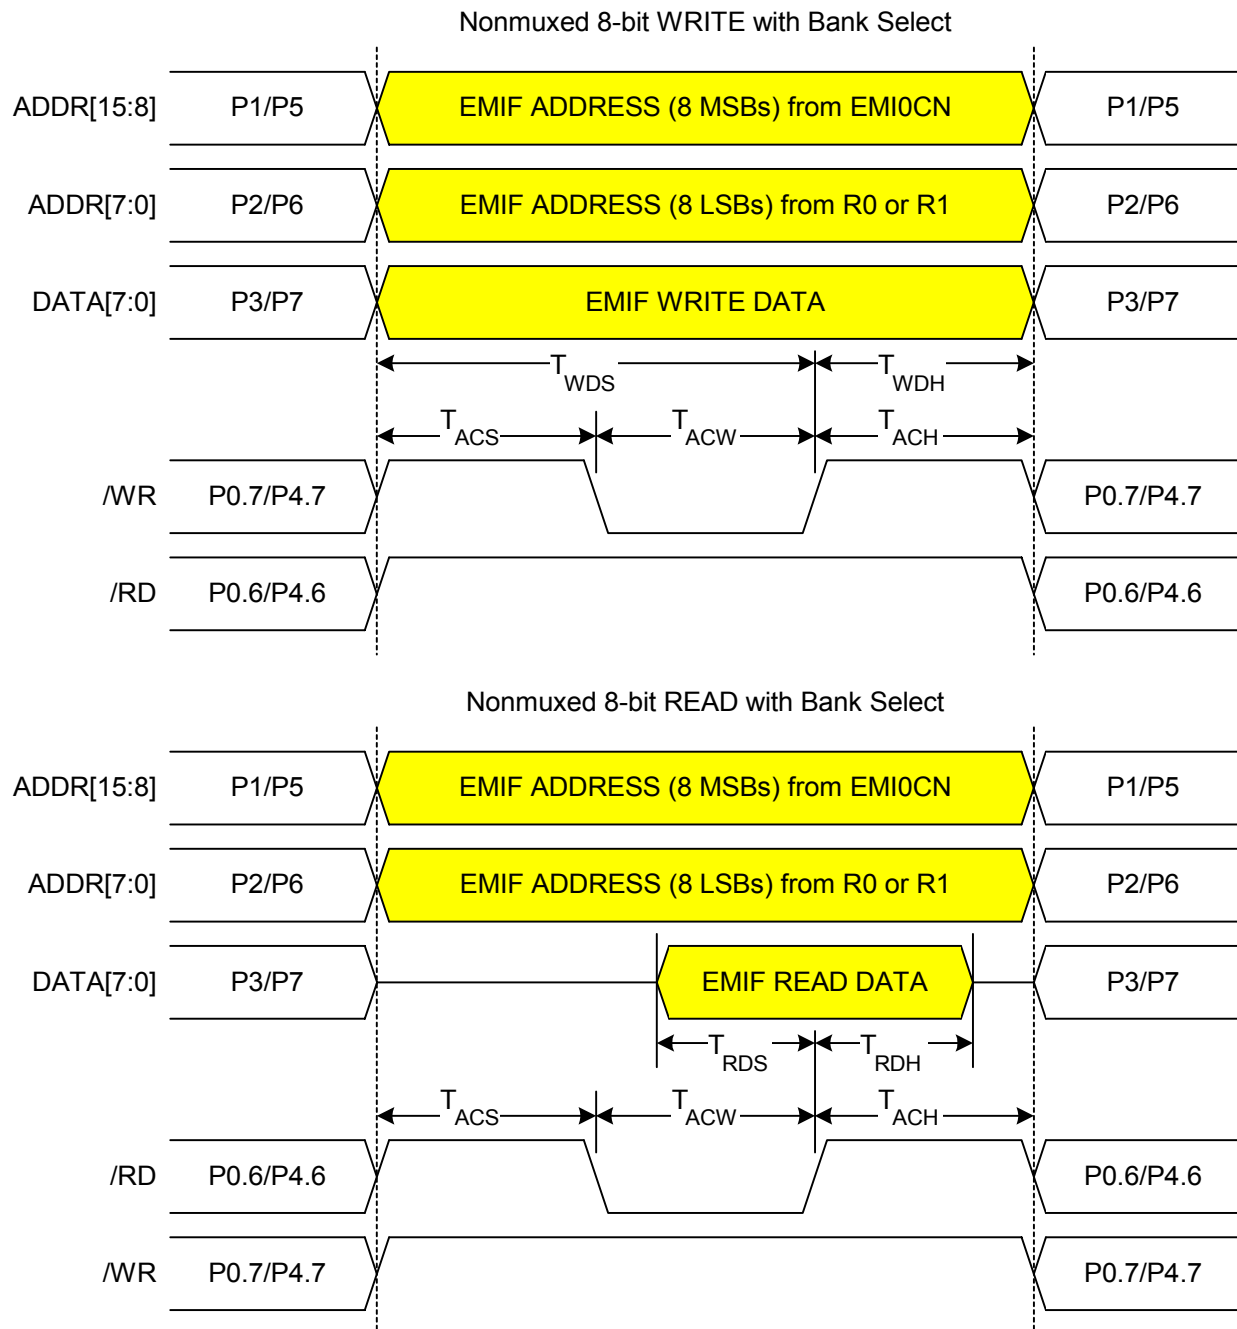 Nonmuxed 8-bit WRITE with Bank Select
ADDR[15:8] P1/P5 EMIF ADDRESS (8 MSBs) from EMI0CN P1/P5
ADDR[7:0] P2/P6 EMIF ADDRESS (8 LSBs) from R0 or R1 P2/P6
DATA[7:0] P3/P7 EMIF WRITE DATA P3/P7
TWDS TWDH
TACS TACW TACH
/WR P0.7/P4.7 P0.7/P4.7
/RD P0.6/P4.6 P0.6/P4.6
Nonmuxed 8-bit READ with Bank Select
ADDR[15:8] P1/P5 EMIF ADDRESS (8 MSBs) from EMI0CN P1/P5
ADDR[7:0] P2/P6 EMIF ADDRESS (8 LSBs) from R0 or R1 P2/P6
DATA[7:0] P3/P7 EMIF READ DATA P3/P7
TRDS TRDH
TACS TACW TACH
/RD P0.6/P4.6 P0.6/P4.6
/WR P0.7/P4.7 P0.7/P4.7